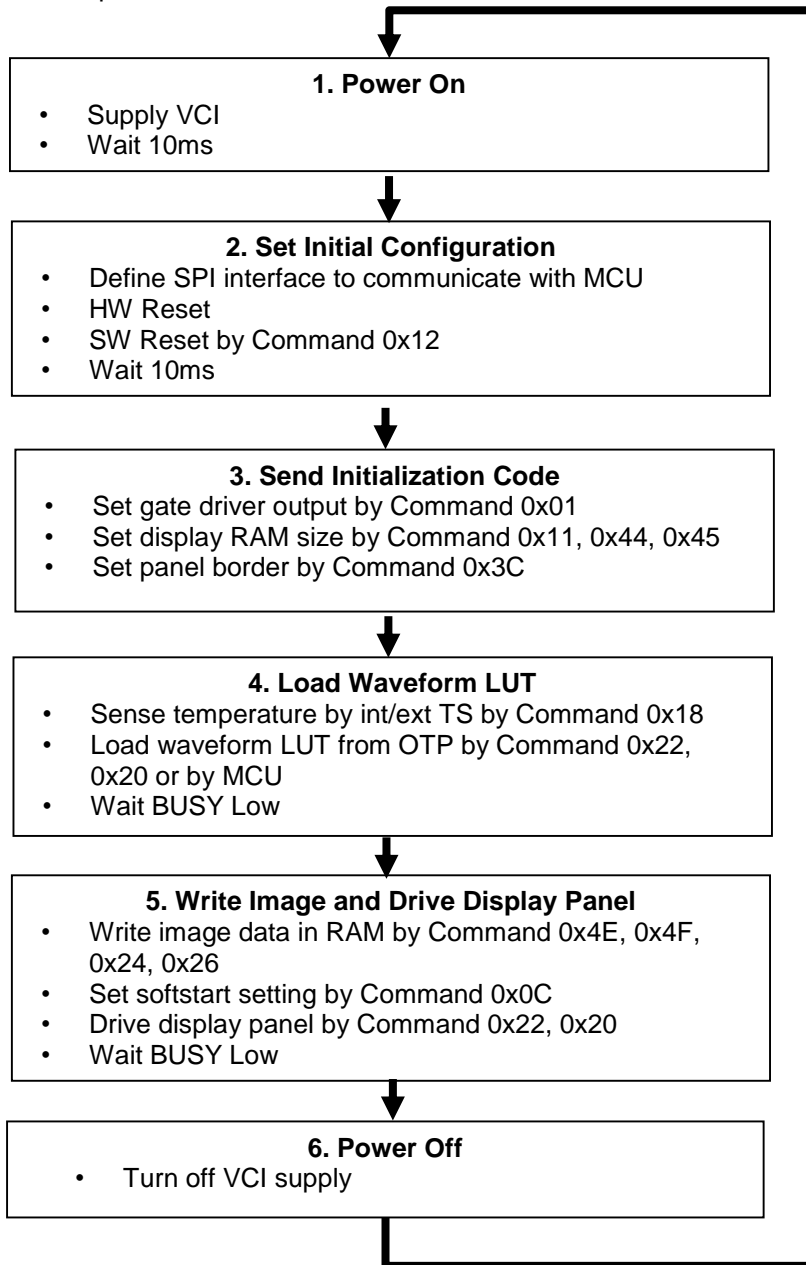 1. Power On
• Supply VCI
• Wait 10ms
2. Set Initial Configuration
• Define SPI interface to communicate with MCU
• HW Reset
• SW Reset by Command 0x12
• Wait 10ms
3. Send Initialization Code
• Set gate driver output by Command 0x01
• Set display RAM size by Command 0x11, 0x44, 0x45
• Set panel border by Command 0x3C
4. Load Waveform LUT
• Sense temperature by int/ext TS by Command 0x18
• Load waveform LUT from OTP by Command 0x22,
0x20 or by MCU
• Wait BUSY Low
5. Write Image and Drive Display Panel
• Write image data in RAM by Command 0x4E, 0x4F,
0x24, 0x26
• Set softstart setting by Command 0x0C
• Drive display panel by Command 0x22, 0x20
• Wait BUSY Low
6. Power Off
• Turn off VCI supply